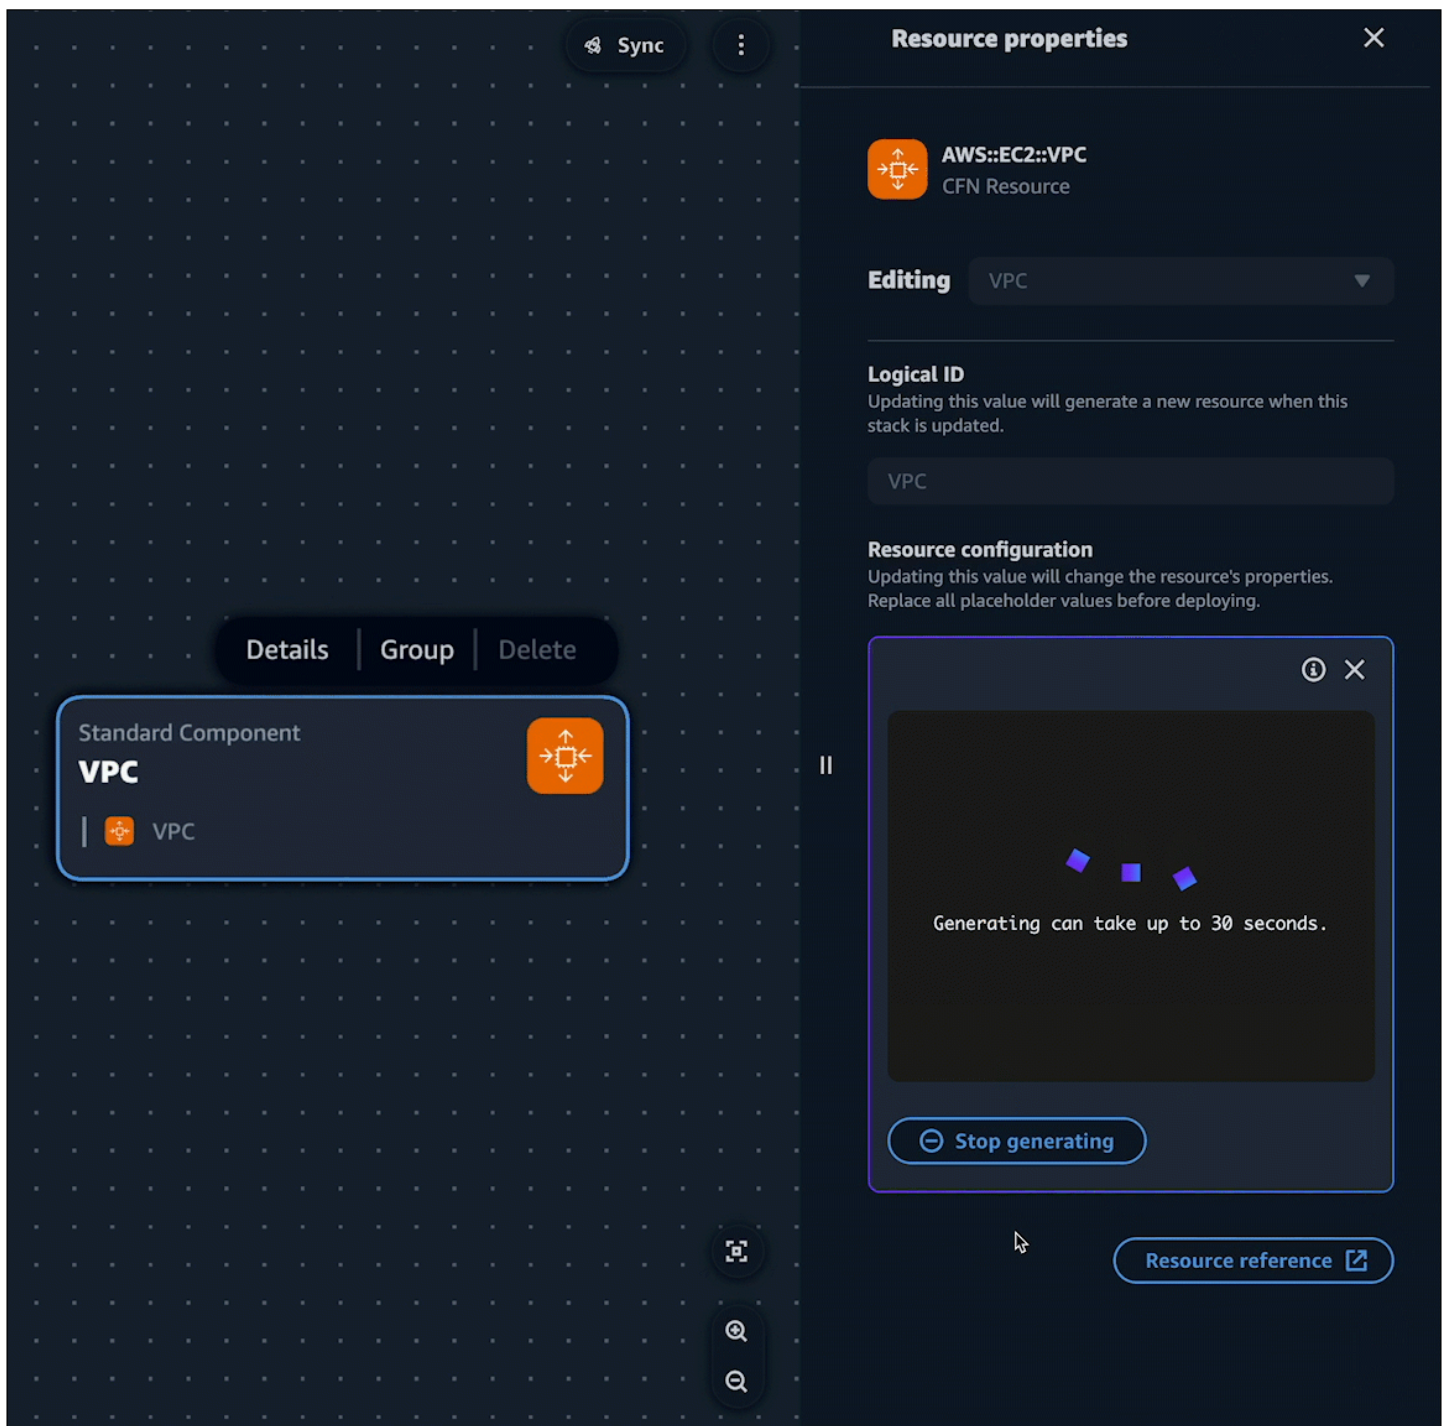 Sync
Resource properties
AWS::EC2::VPC
CFN Resource
Editing
VPC
Logical ID
Updating this value will generate a new resource when this
stack is updated.
VPC
Resource configuration
Updating this value will change the resource's properties.
Replace all placeholder values before deploying.
Details
Group
Delete
Standard Component
VPC
VPC
Generating can take up to 30 seconds.
Stop generating
Resource reference